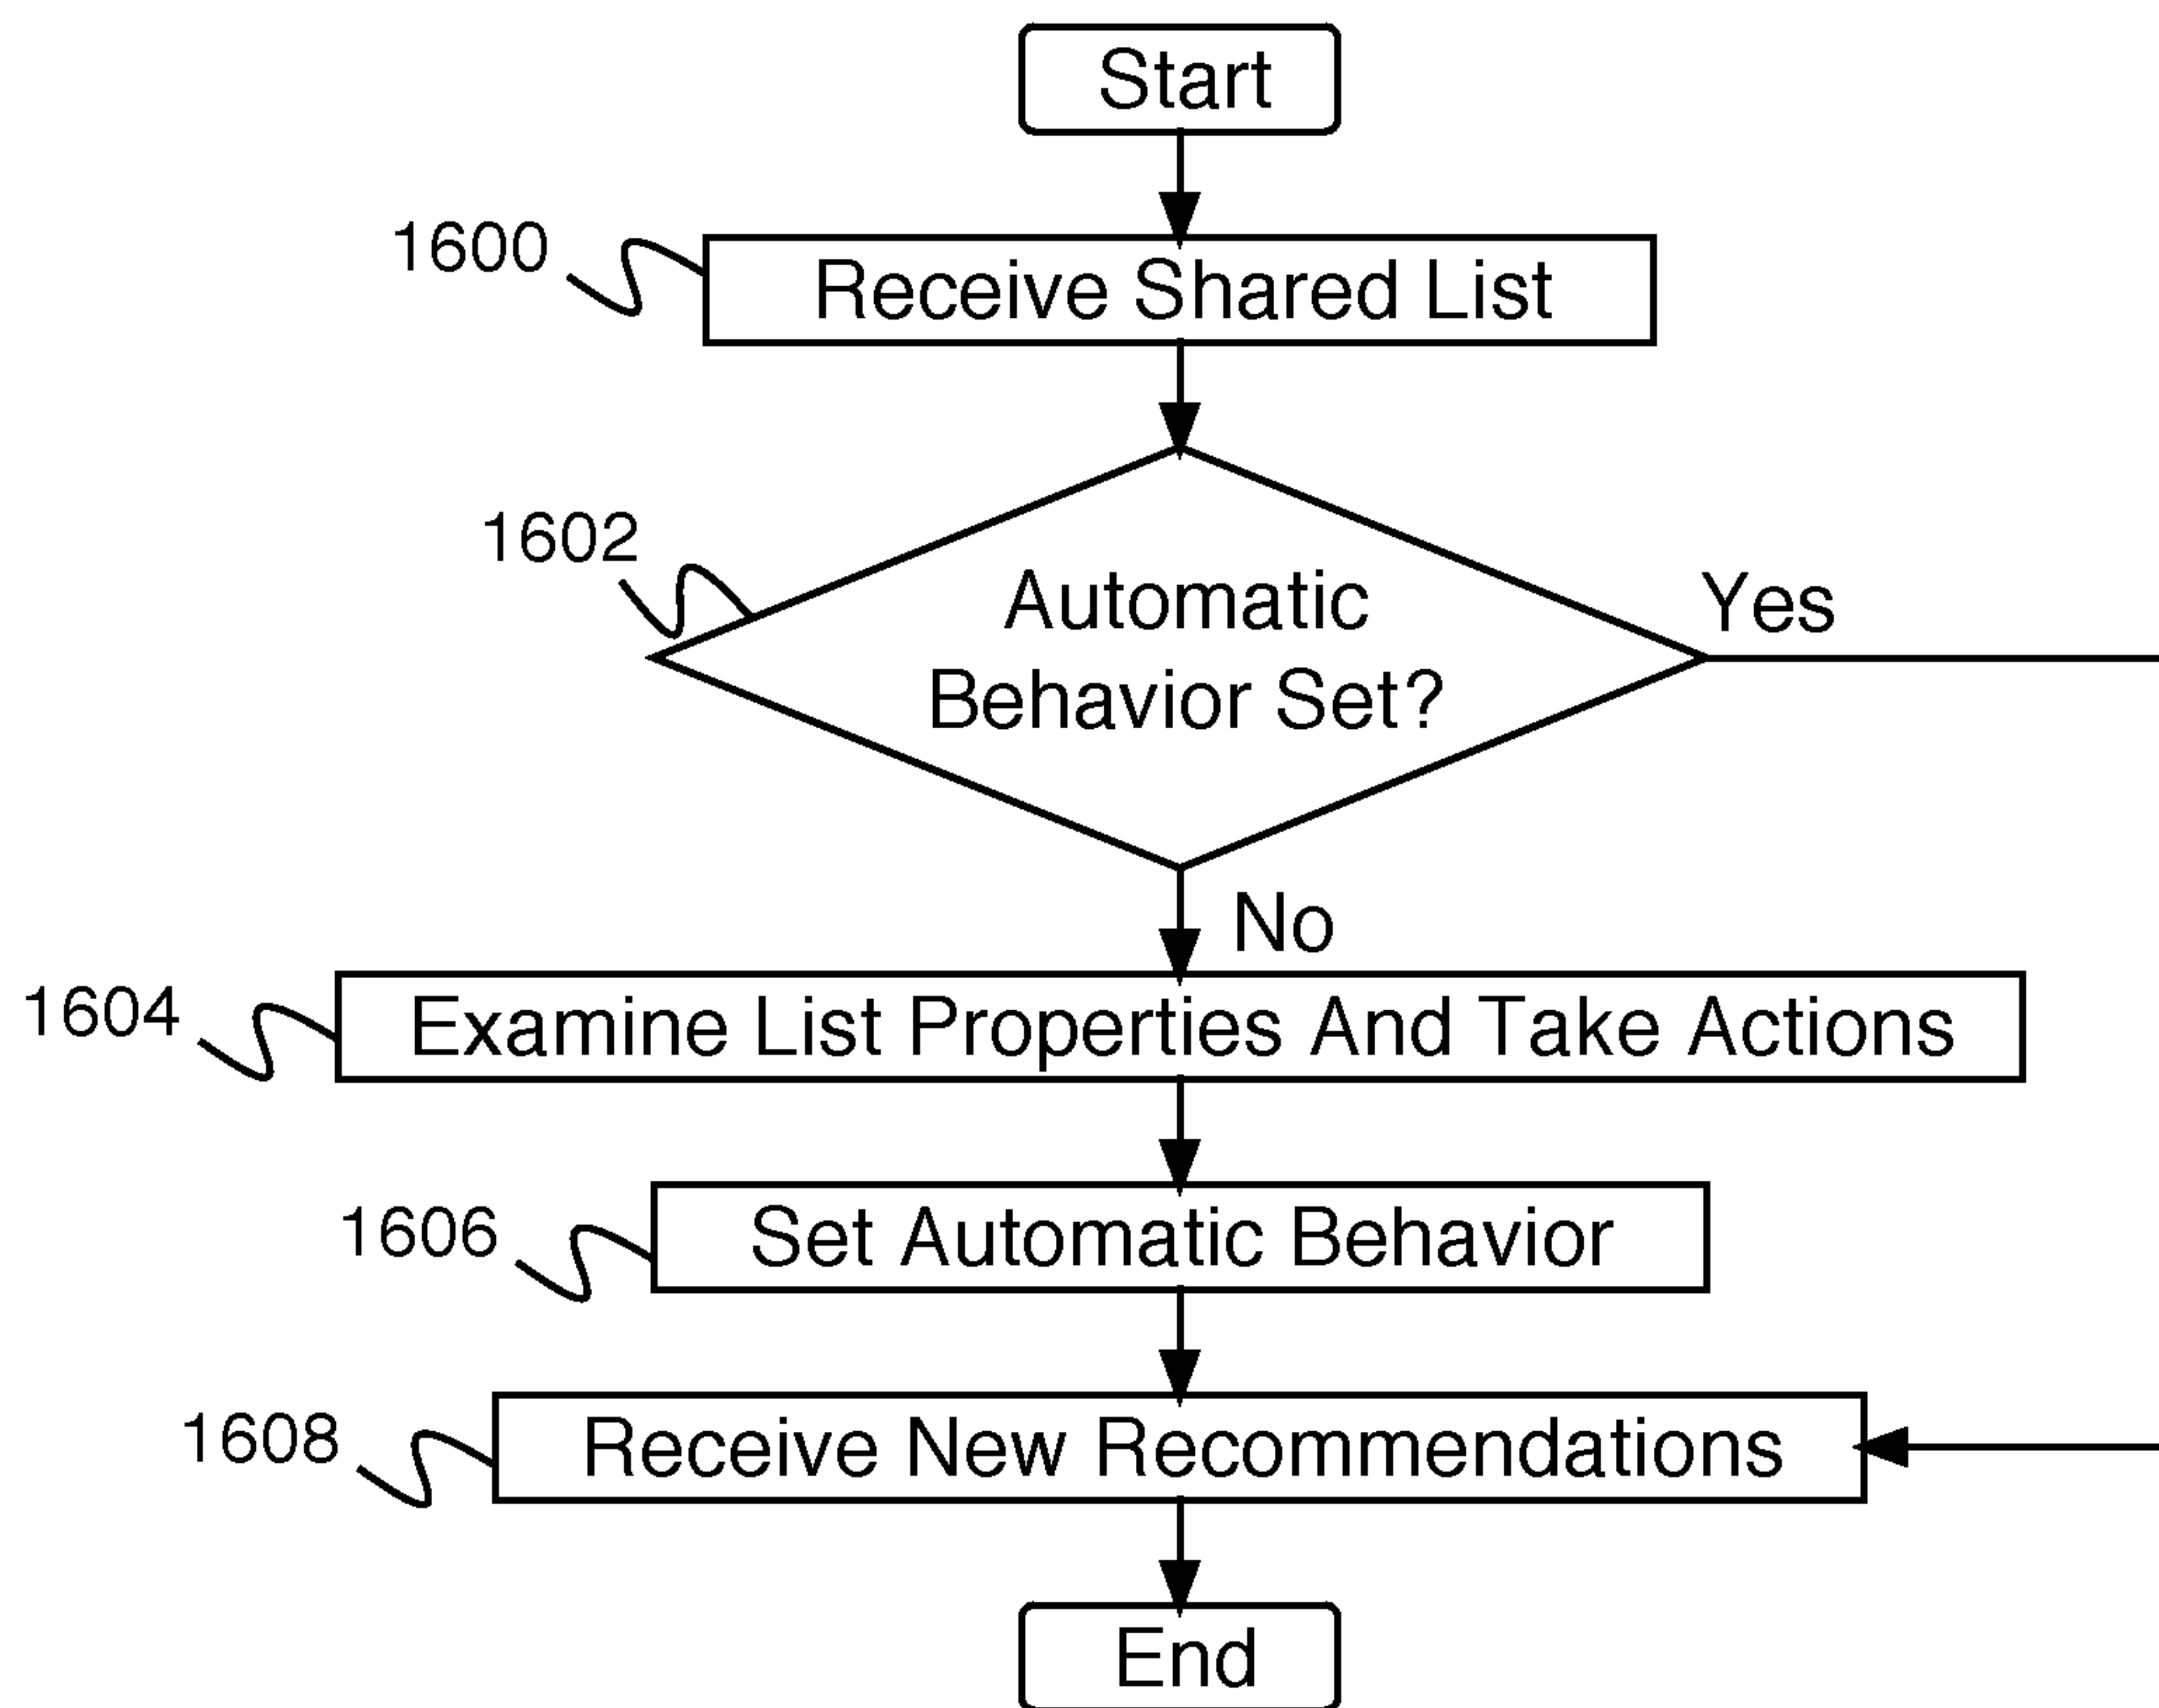 Start
1600
Receive Shared List
1602
Automatic
Behavior Set?
Yes
No
1604
Examine List Properties And Take Actions
1606
Set Automatic Behavior
1608
Receive New Recommendations
End